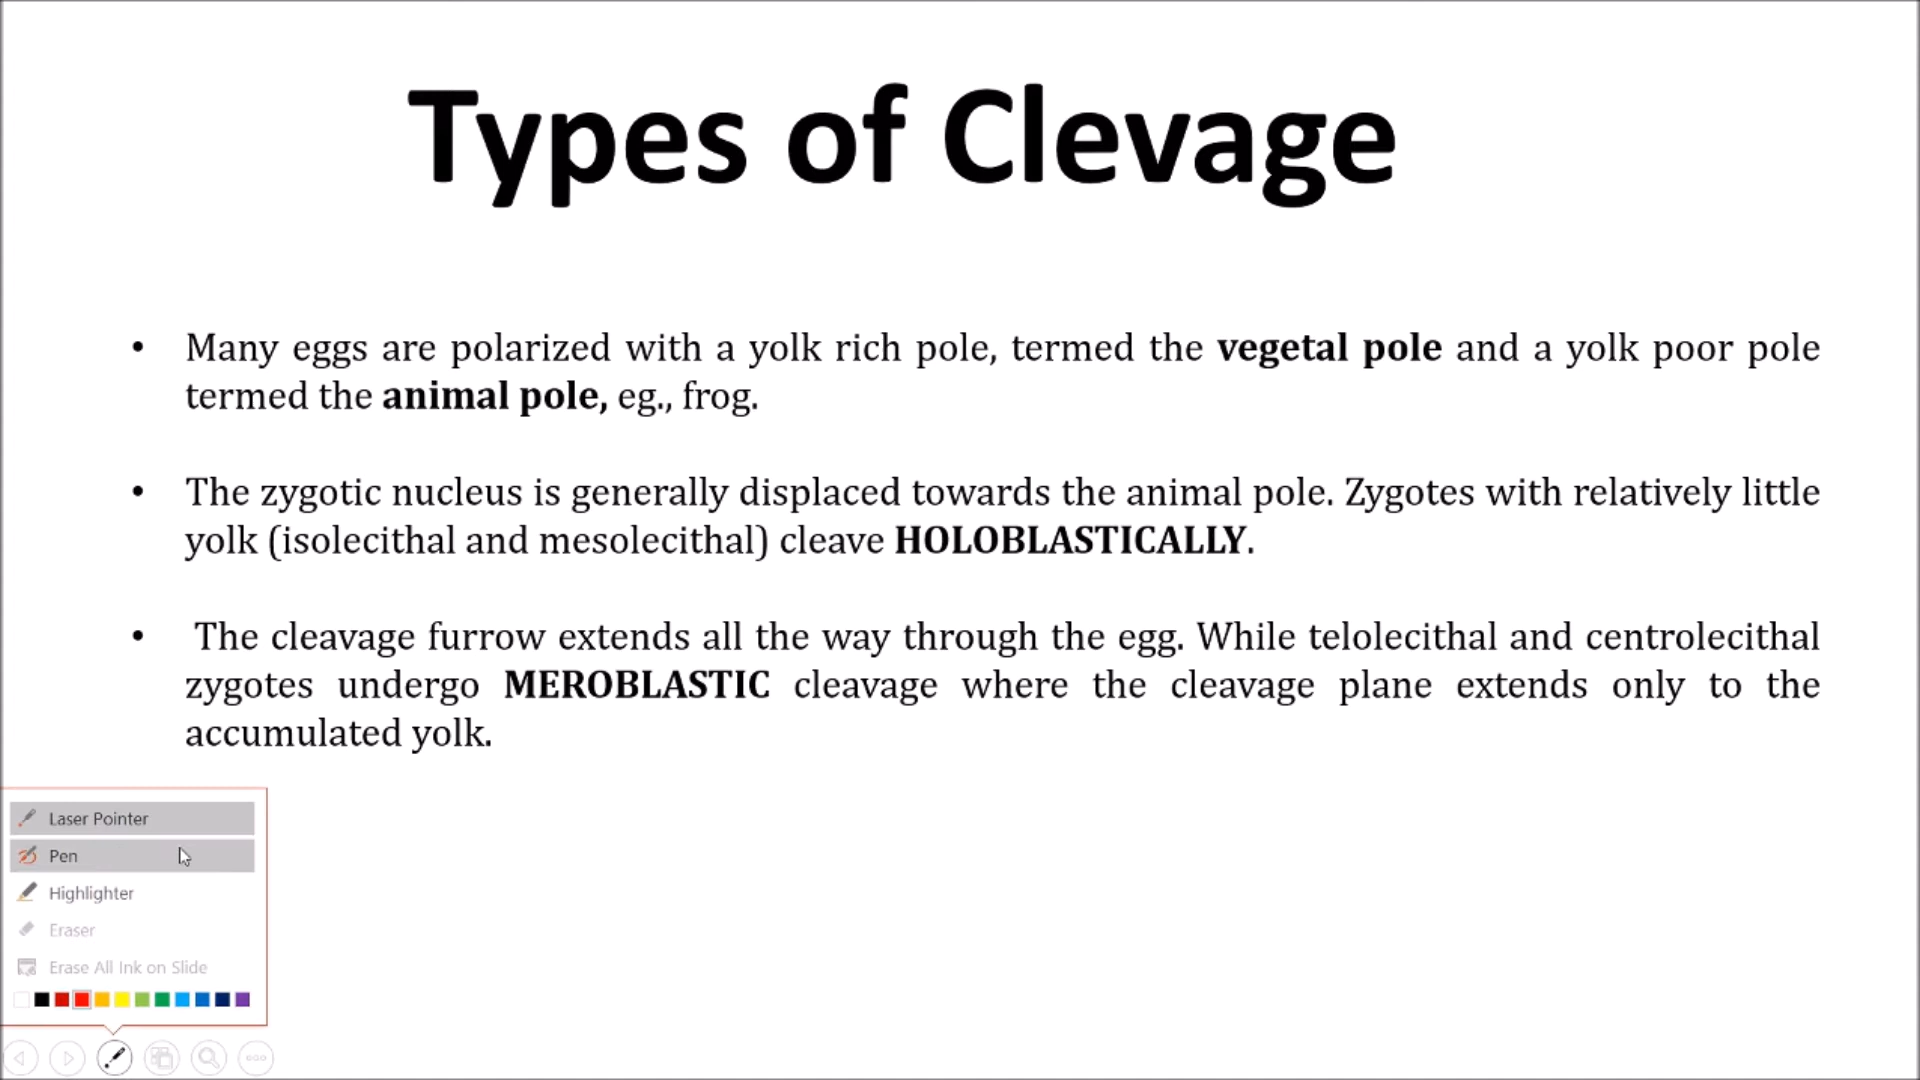 Types of Clevage
• Many eggs are polarized with a yolk rich pole, termed the vegetal pole and a yolk poor pole
termed the animal pole, eg., frog.
• The zygotic nucleus is generally displaced towards the animal pole. Zygotes with relatively little
yolk (isolecithal and mesolecithal) cleave HOLOBLASTICALLY.
• The cleavage furrow extends all the way through the egg. While telolecithal and centrolecithal
zygotes undergo MEROBLASTIC cleavage where the cleavage plane extends only to the
accumulated yolk.
Laser Pointer
Pen
Highlighter
Eraser
Erase All Ink on Slide